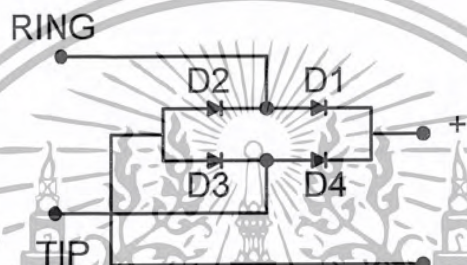 RING
D2 D1
+
D3 D4
TIP